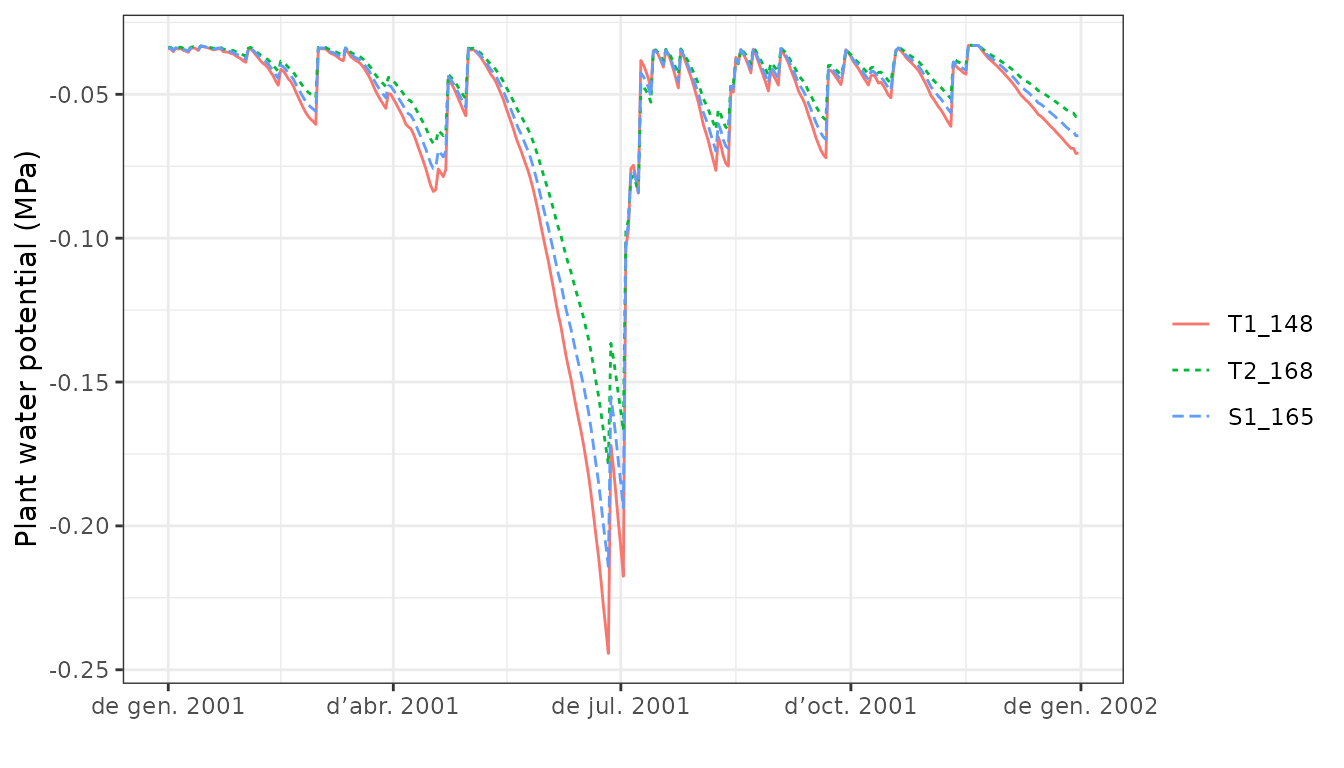 Plant water potential (MPa)
-0.05
-0.10
-0.15
-0.20
-0.25
de gen. 2001
d’abr. 2001
de jul. 2001
d’oct. 2001
de gen. 2002
T1_148
T2_168
S1_165